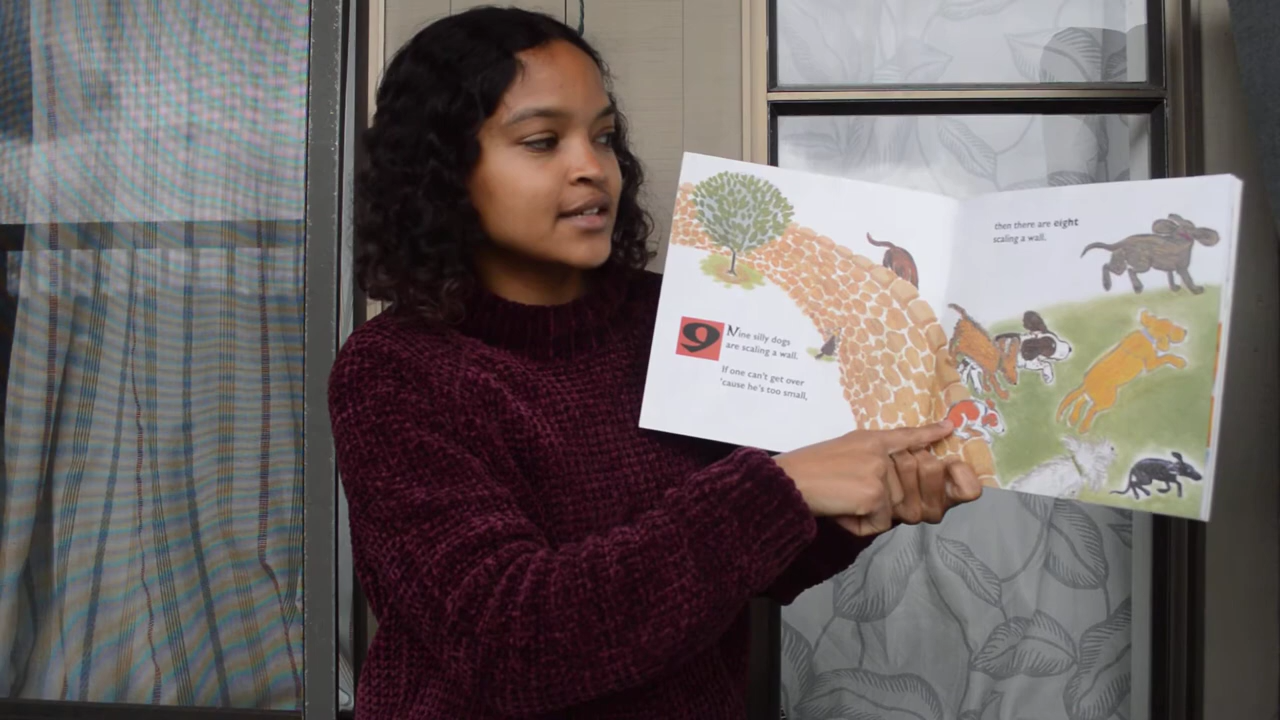 9
Nine silly dogs
are scaling a wall.
If one can't get over
'cause he's too small,
then there are eight
scaling a wall.